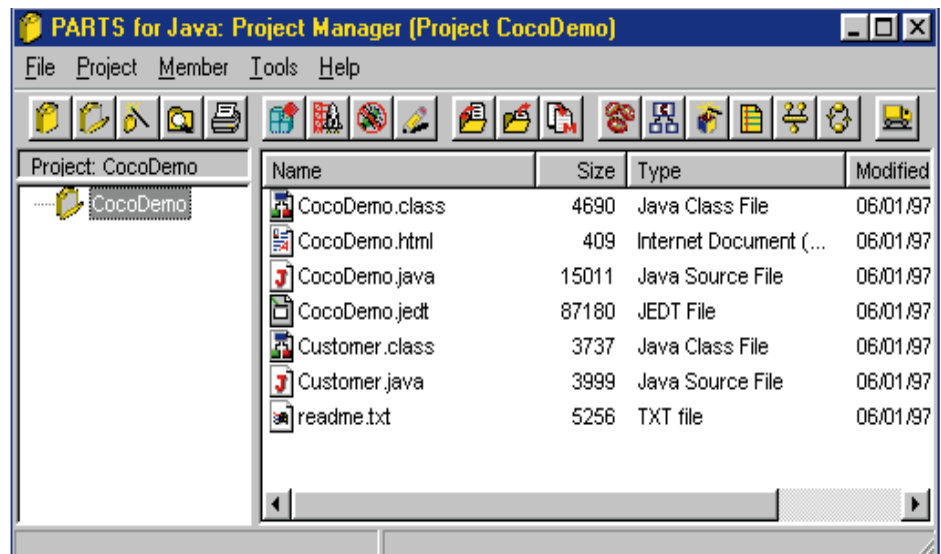 PARTS for Java: Project Manager (Project CocoDemo)
File Project Member Tools Help
Project: CocoDemo
CocoDemo
Name Size Type Modified
CocoDemo.class 4690 Java Class File 06/01/97
CocoDemo.html 409 Internet Document (... 06/01/97
CocoDemo.java 15011 Java Source File 06/01/97
CocoDemo.jedt 87180 JEDT File 06/01/97
Customer.class 3737 Java Class File 06/01/97
Customer.java 3999 Java Source File 06/01/97
readme.txt 5256 TXT file 06/01/97